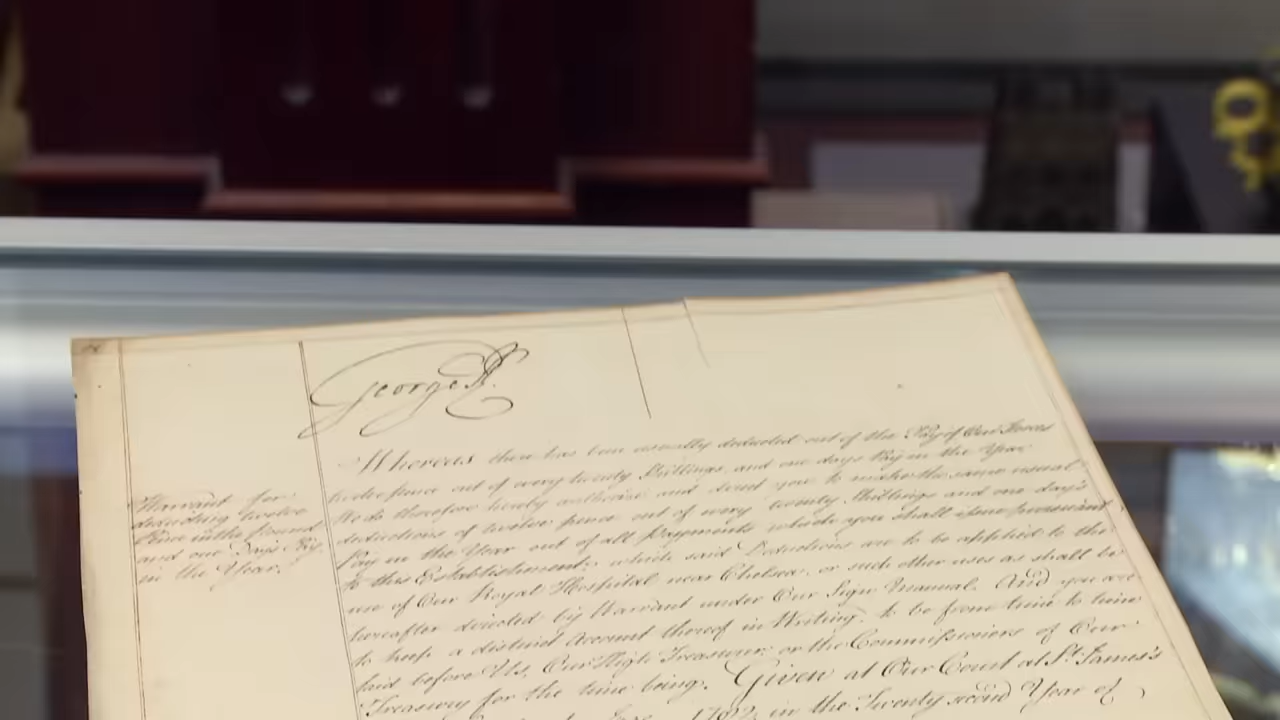 George R.
Warrant for
deducting twelve
Pence in the Pound
and one Days Pay
in the Year.
Whereas there has been usually deducted out of the Pay of Our Forces
twelve pence out of every twenty Shillings, and one days Pay in the Year
We do therefore hereby authorize and direct you to make the same usual
deductions of twelve pence out of every twenty Shillings and one day's
Pay in the Year out of all Payments which you shall issue pursuant
to this Establishment, which said Deductions are to be applied to the
use of Our Royal Hospital near Chelsea, or such other uses as shall be
hereafter directed by Warrant under Our Sign Manual. And you are
to keep a distinct Account thereof in Writing, to be from time to time
laid before Us, Our High Treasurer, or the Commissioners of Our
Treasury for the time being. Given at Our Court at St. James's
1782, in the Twenty second Year of